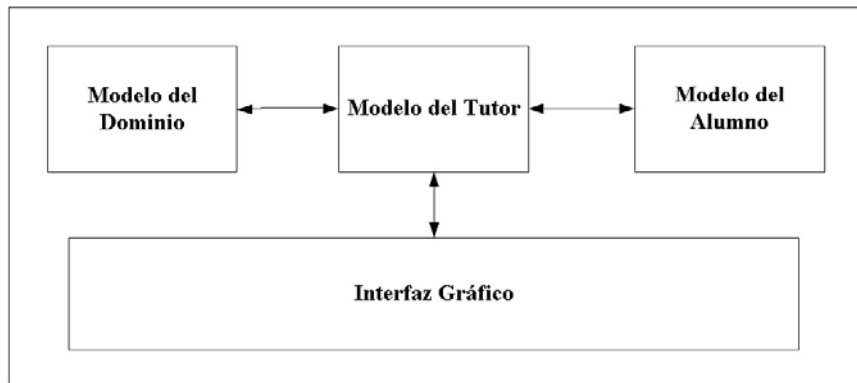 Modelo del
Dominio
Modelo del Tutor
Modelo del
Alumno
Interfaz Gráfico